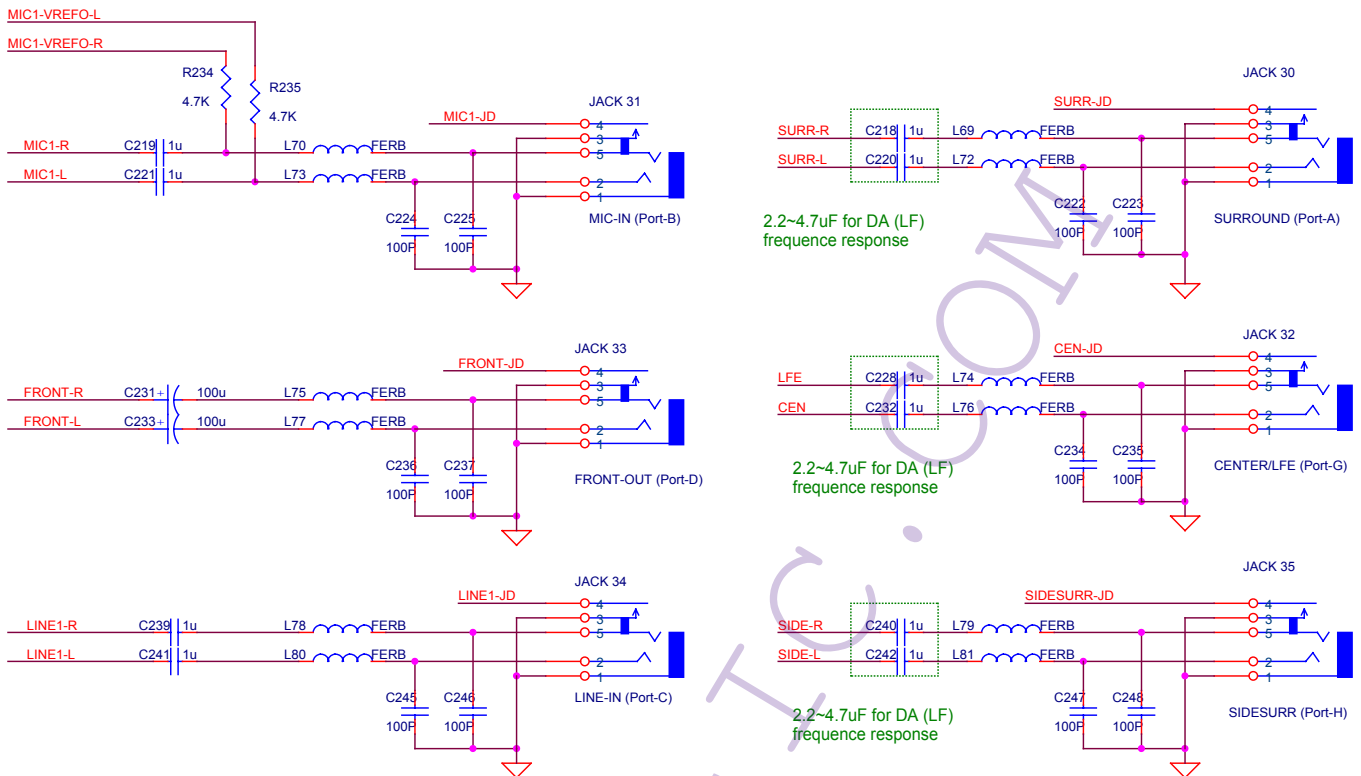 MIC1-VREFO-L
MIC1-VREFO-R
R234
4.7K
R235
4.7K
JACK 31
MIC1-JD
4
3
5
2
1
MIC1-R
C219
1u
L70
FERB
MIC1-L
C221
1u
L73
FERB
C224
100P
C225
100P
MIC-IN (Port-B)
JACK 30
SURR-JD
4
3
5
2
1
SURR-R
C218
1u
L69
FERB
SURR-L
C220
1u
L72
FERB
2.2~4.7uF for DA (LF)
frequence response
C222
100P
C223
100P
SURROUND (Port-A)
JACK 33
FRONT-JD
4
3
5
2
1
FRONT-R
C231
+
100u
L75
FERB
FRONT-L
C233
+
100u
L77
FERB
C236
100P
C237
100P
FRONT-OUT (Port-D)
JACK 32
CEN-JD
4
3
5
2
1
LFE
C228
1u
L74
FERB
CEN
C232
1u
L76
FERB
2.2~4.7uF for DA (LF)
frequence response
C234
100P
C235
100P
CENTER/LFE (Port-G)
JACK 34
LINE1-JD
4
3
5
2
1
LINE1-R
C239
1u
L78
FERB
LINE1-L
C241
1u
L80
FERB
C245
100P
C246
100P
LINE-IN (Port-C)
JACK 35
SIDESURR-JD
4
3
5
2
1
SIDE-R
C240
1u
L79
FERB
SIDE-L
C242
1u
L81
FERB
2.2~4.7uF for DA (LF)
frequence response
C247
100P
C248
100P
SIDESURR (Port-H)
IC.COM